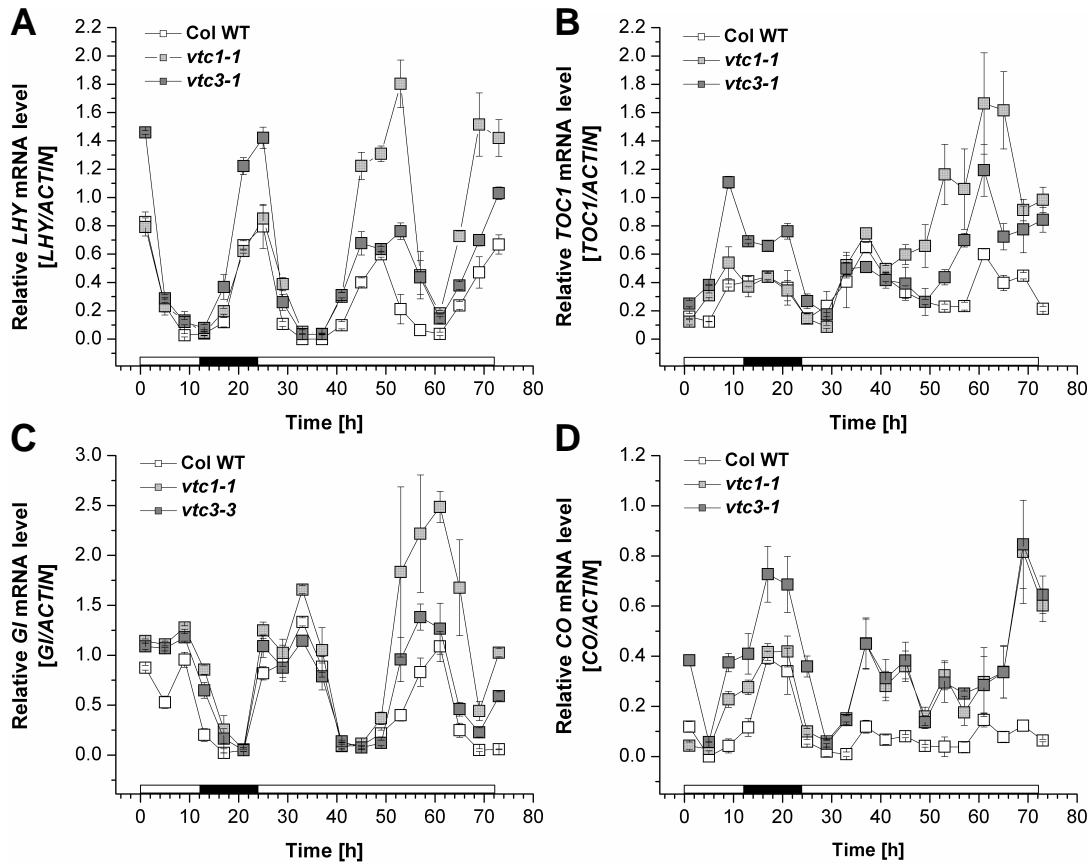 A
Col WT
vtc1-1
vtc3-1
Relative LHY mRNA level
[LHY/ACTIN]
2.2
2.0
1.8
1.6
1.4
1.2
1.0
0.8
0.6
0.4
0.2
0.0
0 10 20 30 40 50 60 70 80
Time [h]
B
Col WT
vtc1-1
vtc3-1
Relative TOC1 mRNA level
[TOC1/ACTIN]
2.2
2.0
1.8
1.6
1.4
1.2
1.0
0.8
0.6
0.4
0.2
0.0
0 10 20 30 40 50 60 70 80
Time [h]
C
Col WT
vtc1-1
vtc3-3
Relative GI mRNA level
[GI/ACTIN]
3.0
2.5
2.0
1.5
1.0
0.5
0.0
0 10 20 30 40 50 60 70 80
Time [h]
D
Col WT
vtc1-1
vtc3-1
Relative CO mRNA level
[CO/ACTIN]
1.2
1.0
0.8
0.6
0.4
0.2
0.0
0 10 20 30 40 50 60 70 80
Time [h]